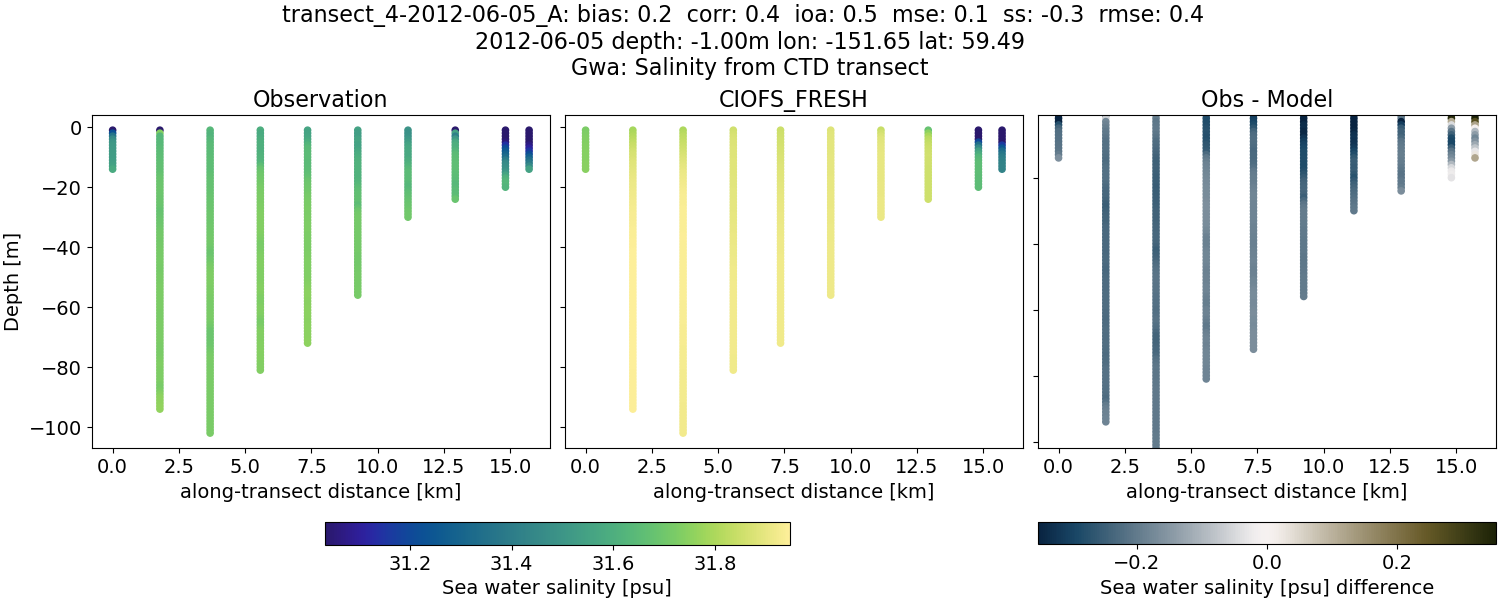 transect_4-2012-06-05_A: bias: 0.2  corr: 0.4  ioa: 0.5  mse: 0.1  ss: -0.3  rmse: 0.4
2012-06-05 depth: -1.00m lon: -151.65 lat: 59.49
Gwa: Salinity from CTD transect
Observation
CIOFS_FRESH
Obs - Model
Depth [m]
0
−20
−40
−60
−80
−100
0.0 2.5 5.0 7.5 10.0 12.5 15.0
0.0 2.5 5.0 7.5 10.0 12.5 15.0
0.0 2.5 5.0 7.5 10.0 12.5 15.0
along-transect distance [km]
along-transect distance [km]
along-transect distance [km]
31.2 31.4 31.6 31.8
Sea water salinity [psu]
−0.2 0.0 0.2
Sea water salinity [psu] difference